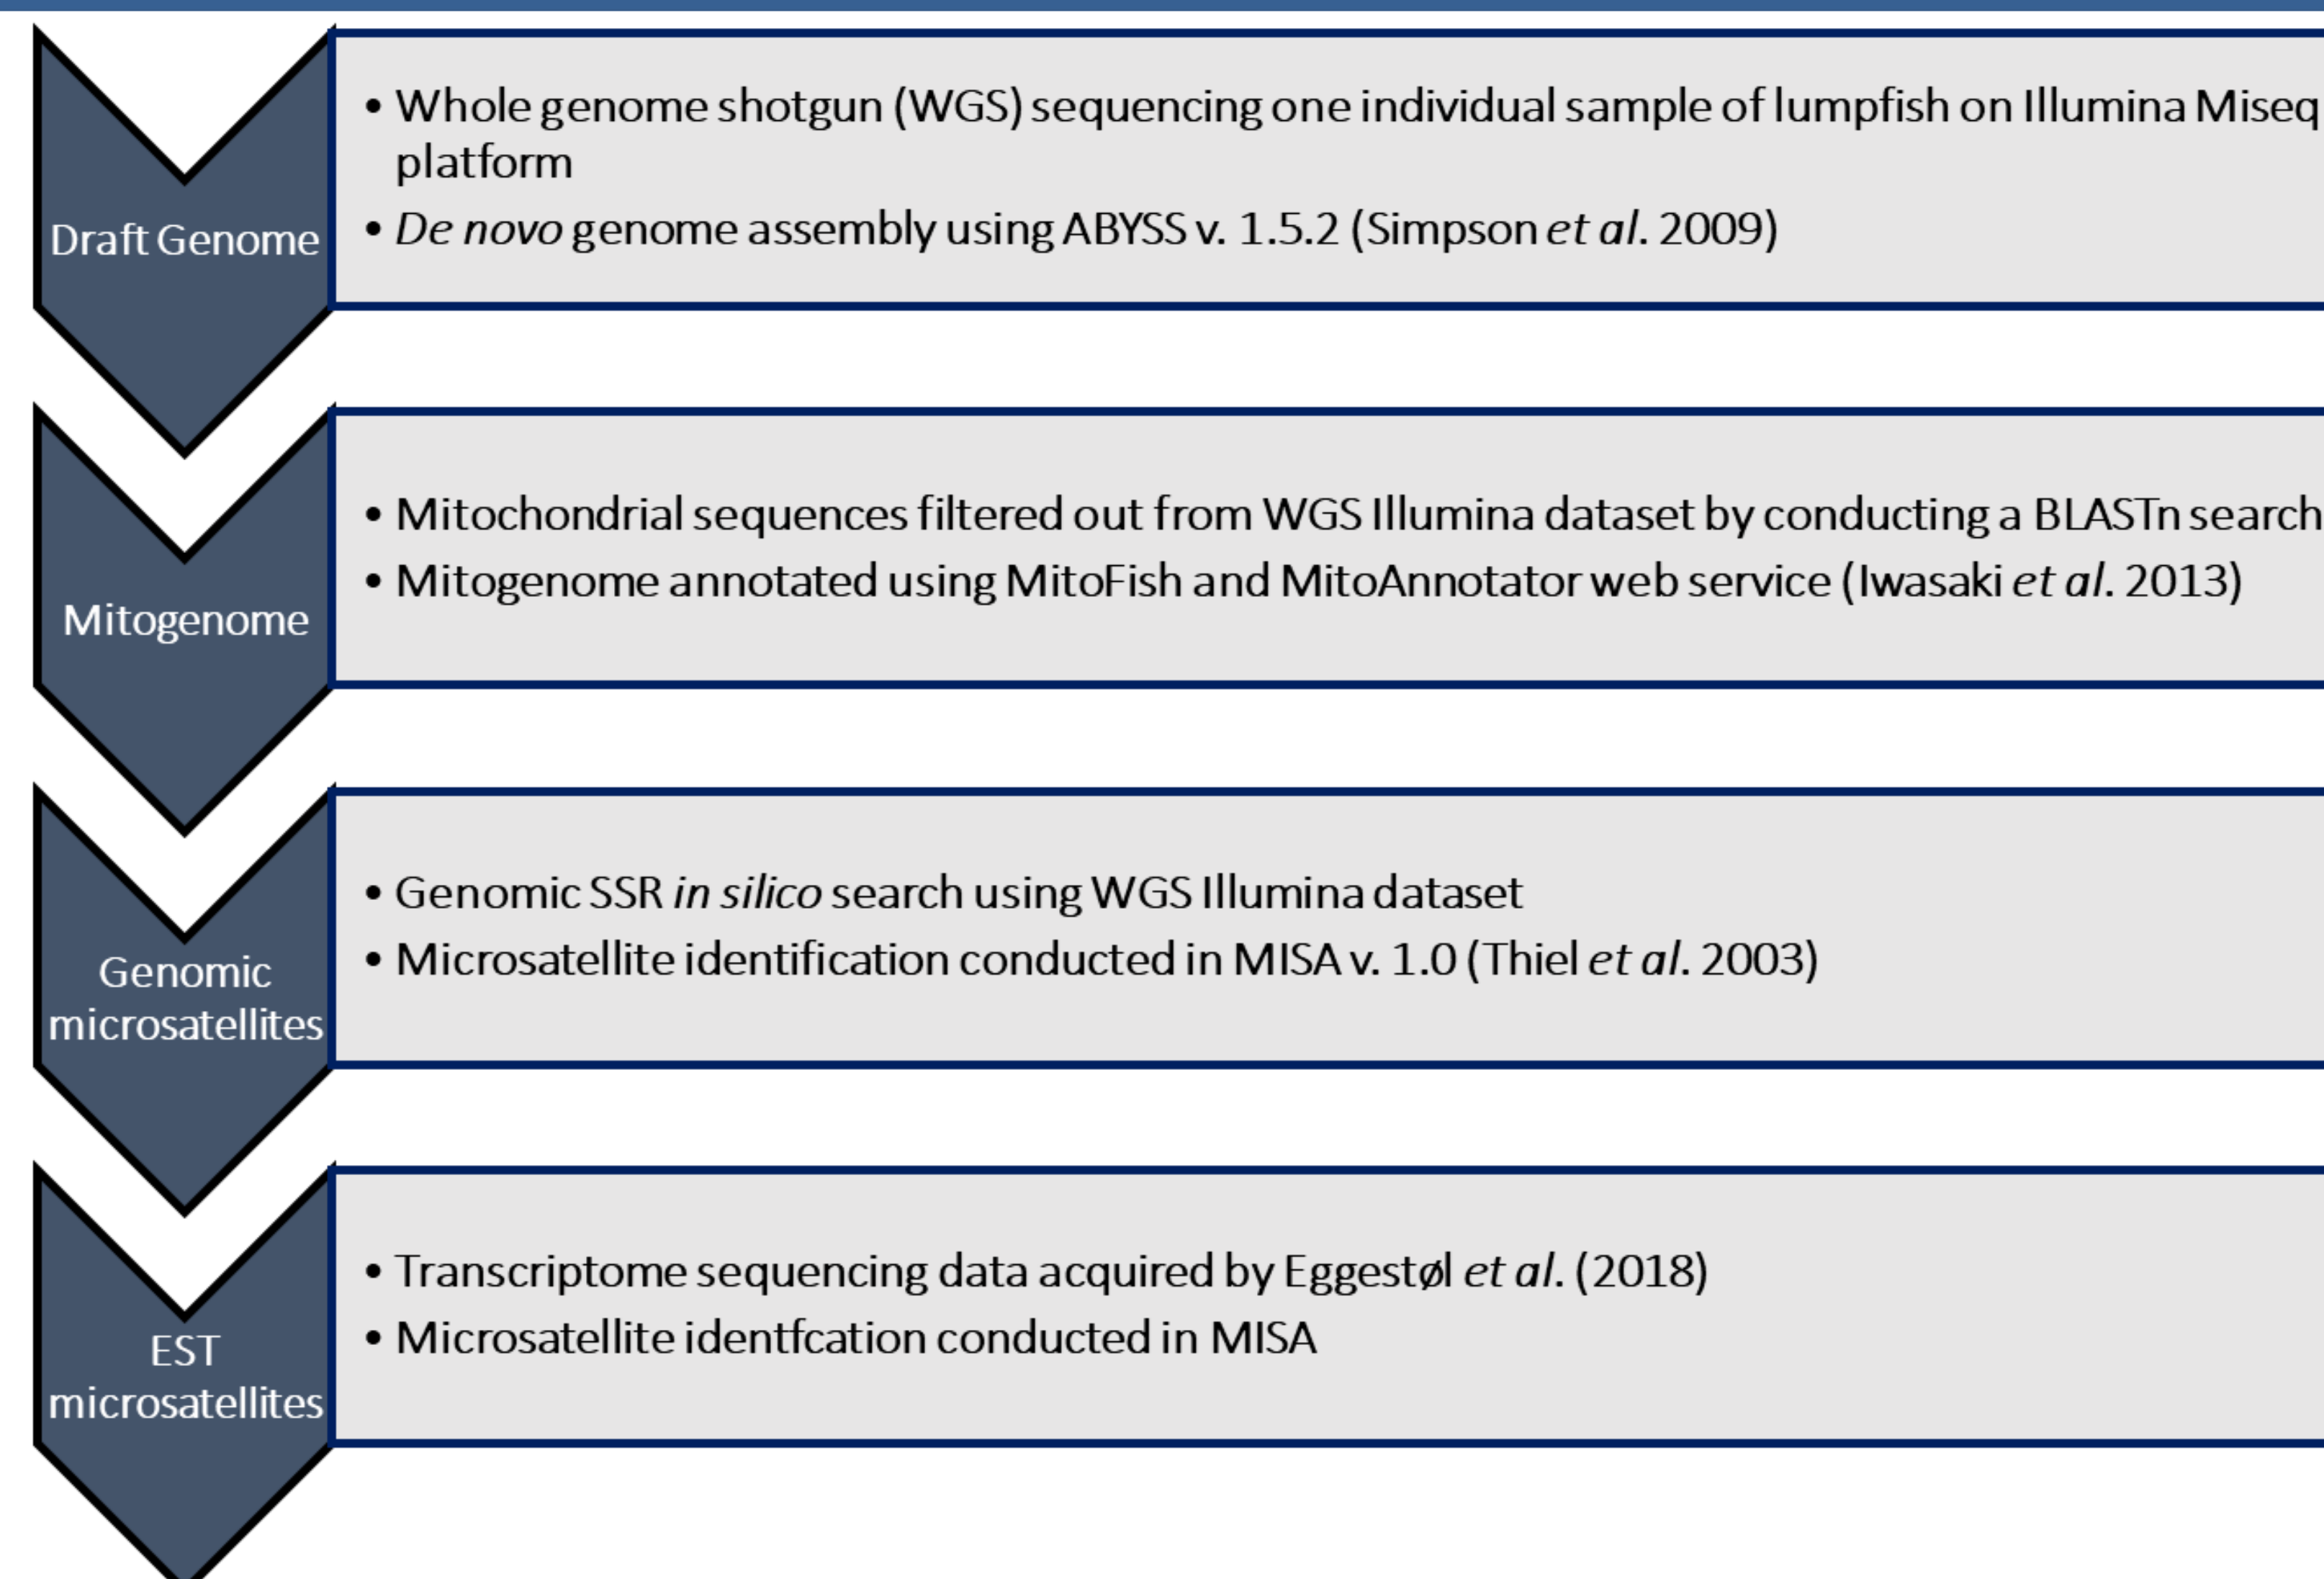 Draft Genome
• Whole genome shotgun (WGS) sequencing one individual sample of lumpfish on Illumina Miseq
platform
• De novo genome assembly using ABYSS v. 1.5.2 (Simpson et al. 2009)
Mitogenome
• Mitochondrial sequences filtered out from WGS Illumina dataset by conducting a BLASTn search
• Mitogenome annotated using MitoFish and MitoAnnotator web service (Iwasaki et al. 2013)
Genomic
microsatellites
• Genomic SSR in silico search using WGS Illumina dataset
• Microsatellite identification conducted in MISA v. 1.0 (Thiel et al. 2003)
EST
microsatellites
• Transcriptome sequencing data acquired by Eggestøl et al. (2018)
• Microsatellite identfcation conducted in MISA